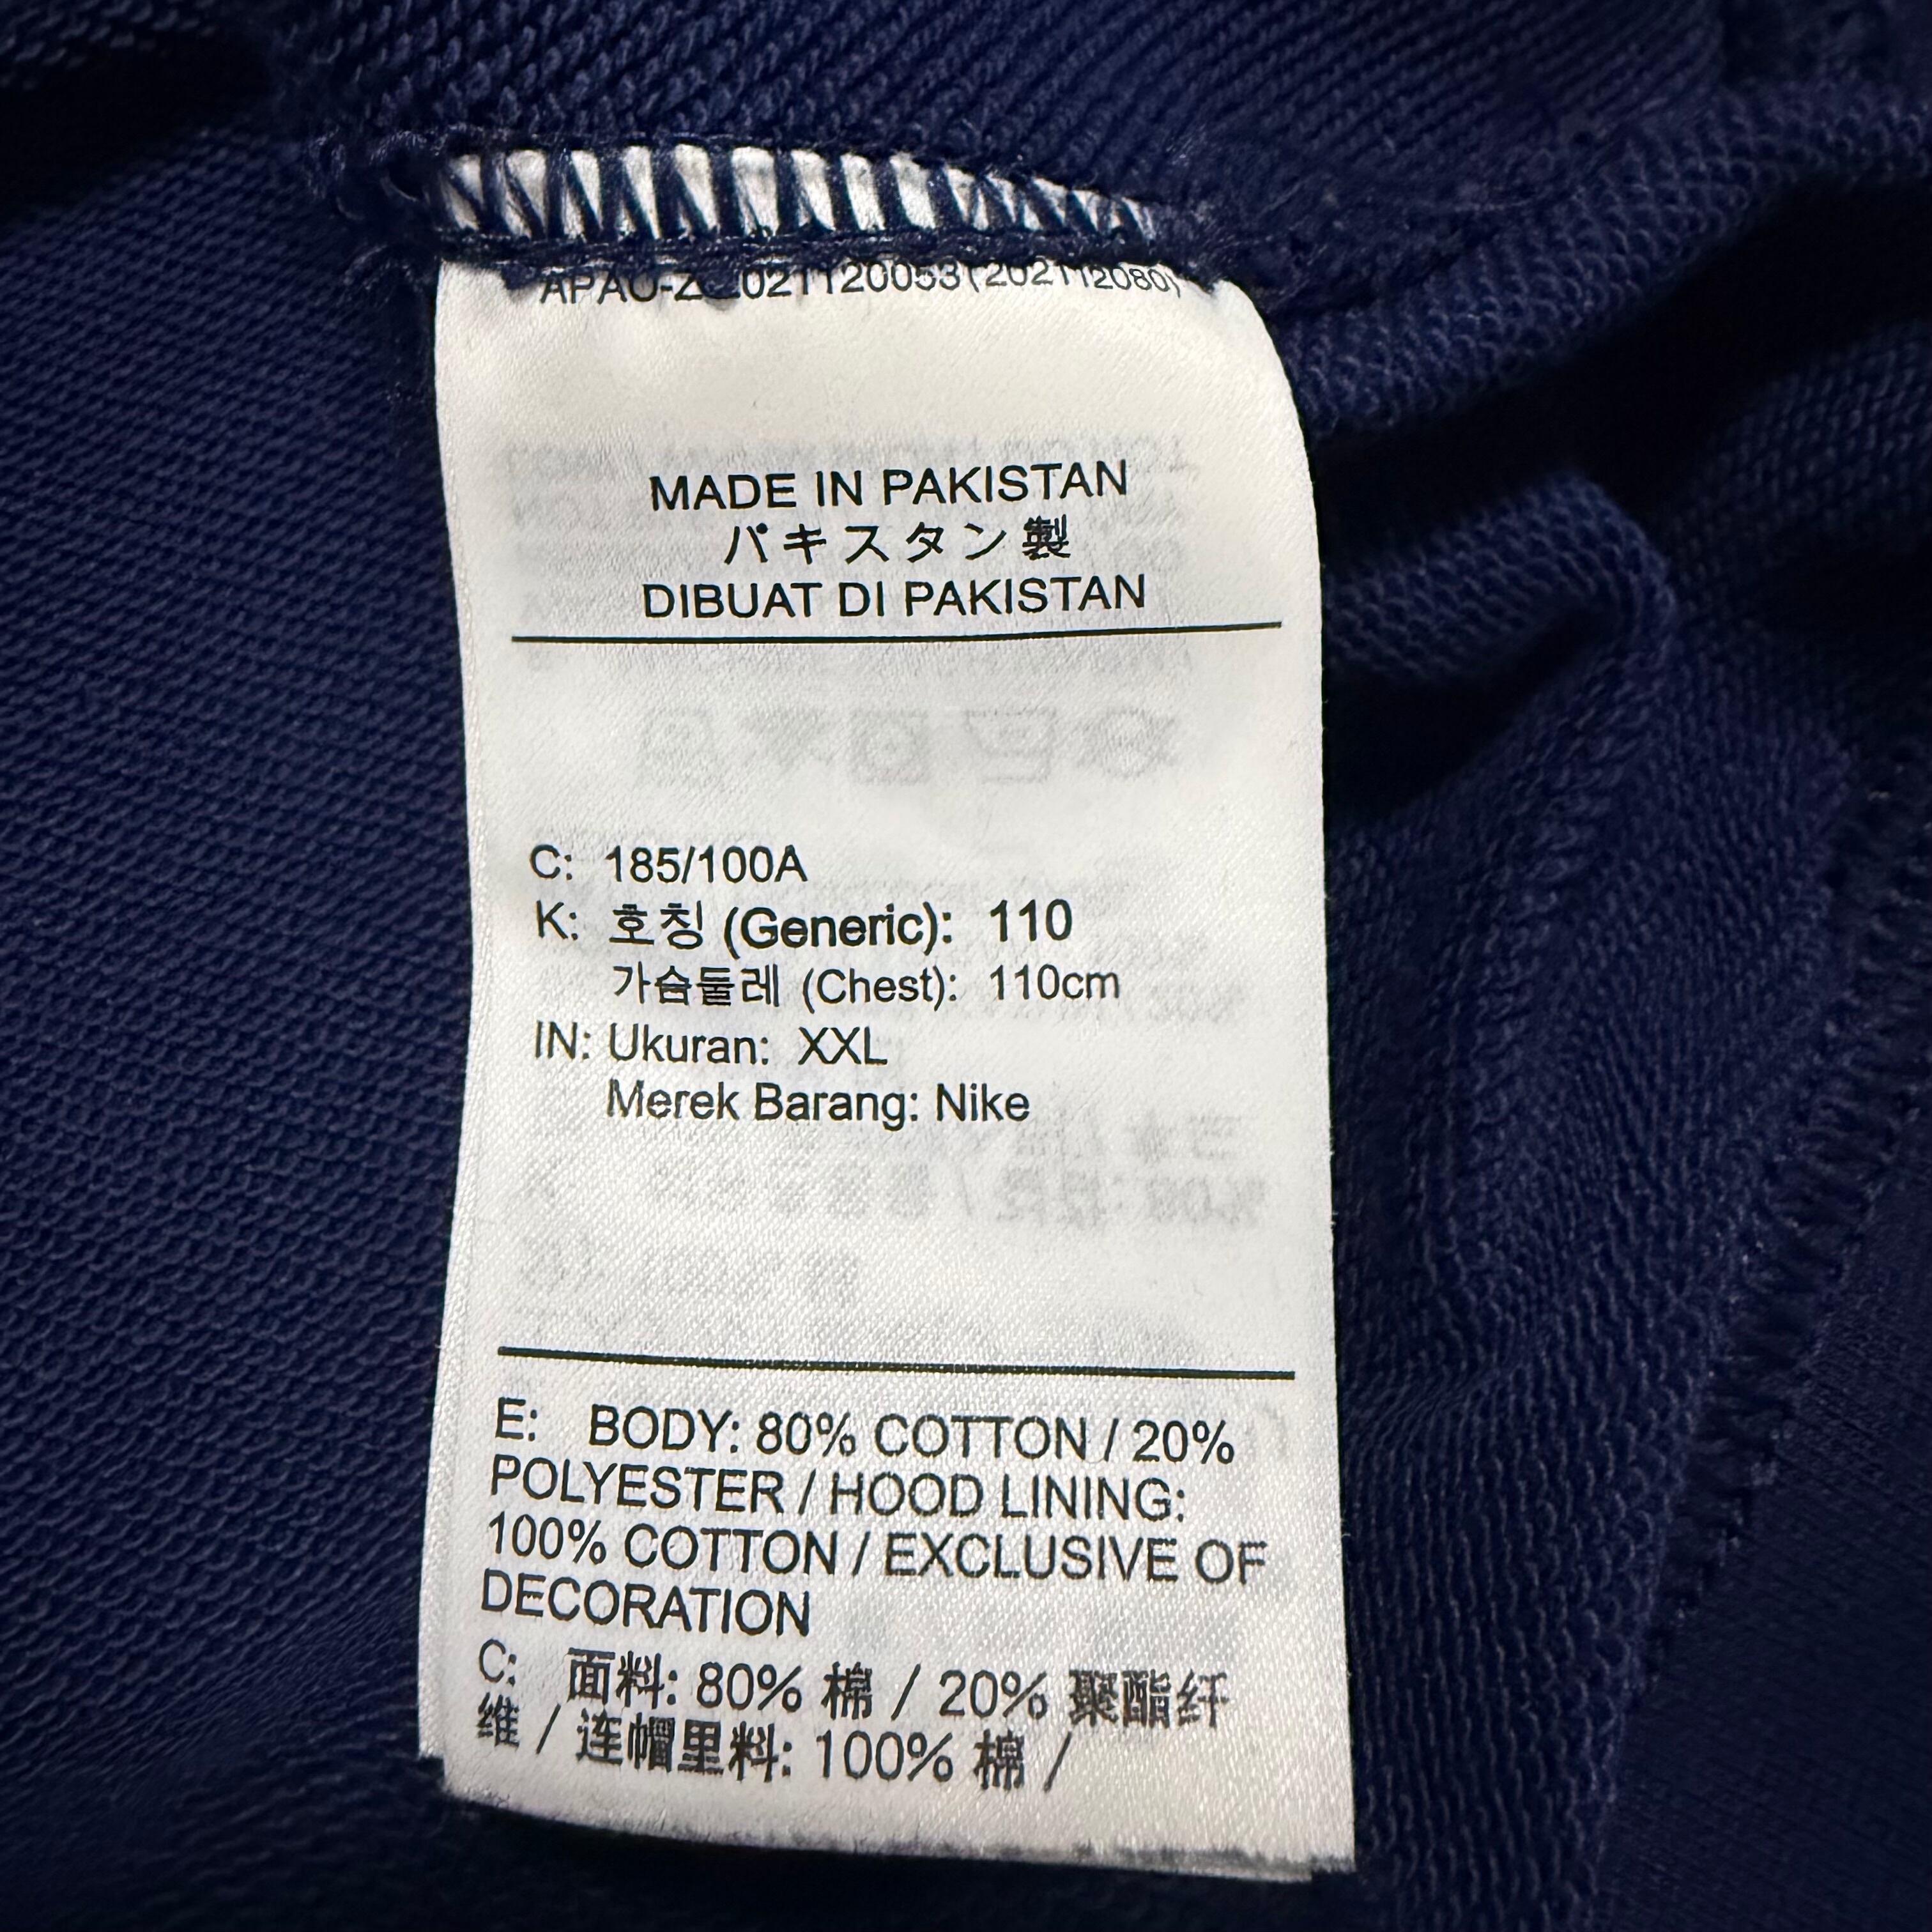 MADE IN PAKISTAN
パキスタン製
DIBUAT DI PAKISTAN
C: 185/100A
K: 호칭 (Generic): 110
가슴둘레 (Chest): 110cm
IN: Ukuran: XXL
Merek Barang: Nike
E: BODY: 80% COTTON / 20%
POLYESTER / HOOD LINING:
100% COTTON / EXCLUSIVE OF
DECORATION
C: 面料: 80% 棉 / 20% 聚酯纤
维 / 连帽里料: 100% 棉 /